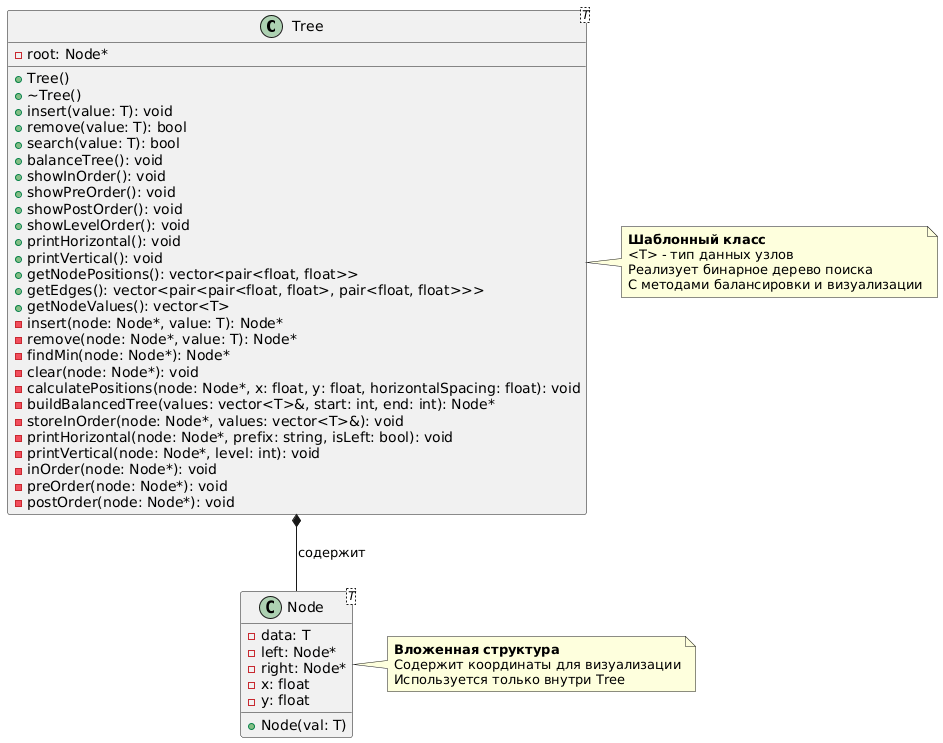 C Tree
T
root: Node*
Tree()
~Tree()
insert(value: T): void
remove(value: T): bool
search(value: T): bool
balanceTree(): void
showInOrder(): void
showPreOrder(): void
showPostOrder(): void
showLevelOrder(): void
printHorizontal(): void
printVertical(): void
getNodePositions(): vector<pair<float, float>>
getEdges(): vector<pair<pair<float, float>, pair<float, float>>>
getNodeValues(): vector<T>
insert(node: Node*, value: T): Node*
remove(node: Node*, value: T): Node*
findMin(node: Node*): Node*
clear(node: Node*): void
calculatePositions(node: Node*, x: float, y: float, horizontalSpacing: float): void
buildBalancedTree(values: vector<T>&, start: int, end: int): Node*
storeInOrder(node: Node*, values: vector<T>&): void
printHorizontal(node: Node*, prefix: string, isLeft: bool): void
printVertical(node: Node*, level: int): void
inOrder(node: Node*): void
preOrder(node: Node*): void
postOrder(node: Node*): void
Шаблонный класс
<T> - тип данных узлов
Реализует бинарное дерево поиска
С методами балансировки и визуализации
содержит
C Node
T
data: T
left: Node*
right: Node*
x: float
y: float
Node(val: T)
Вложенная структура
Содержит координаты для визуализации
Используется только внутри Tree